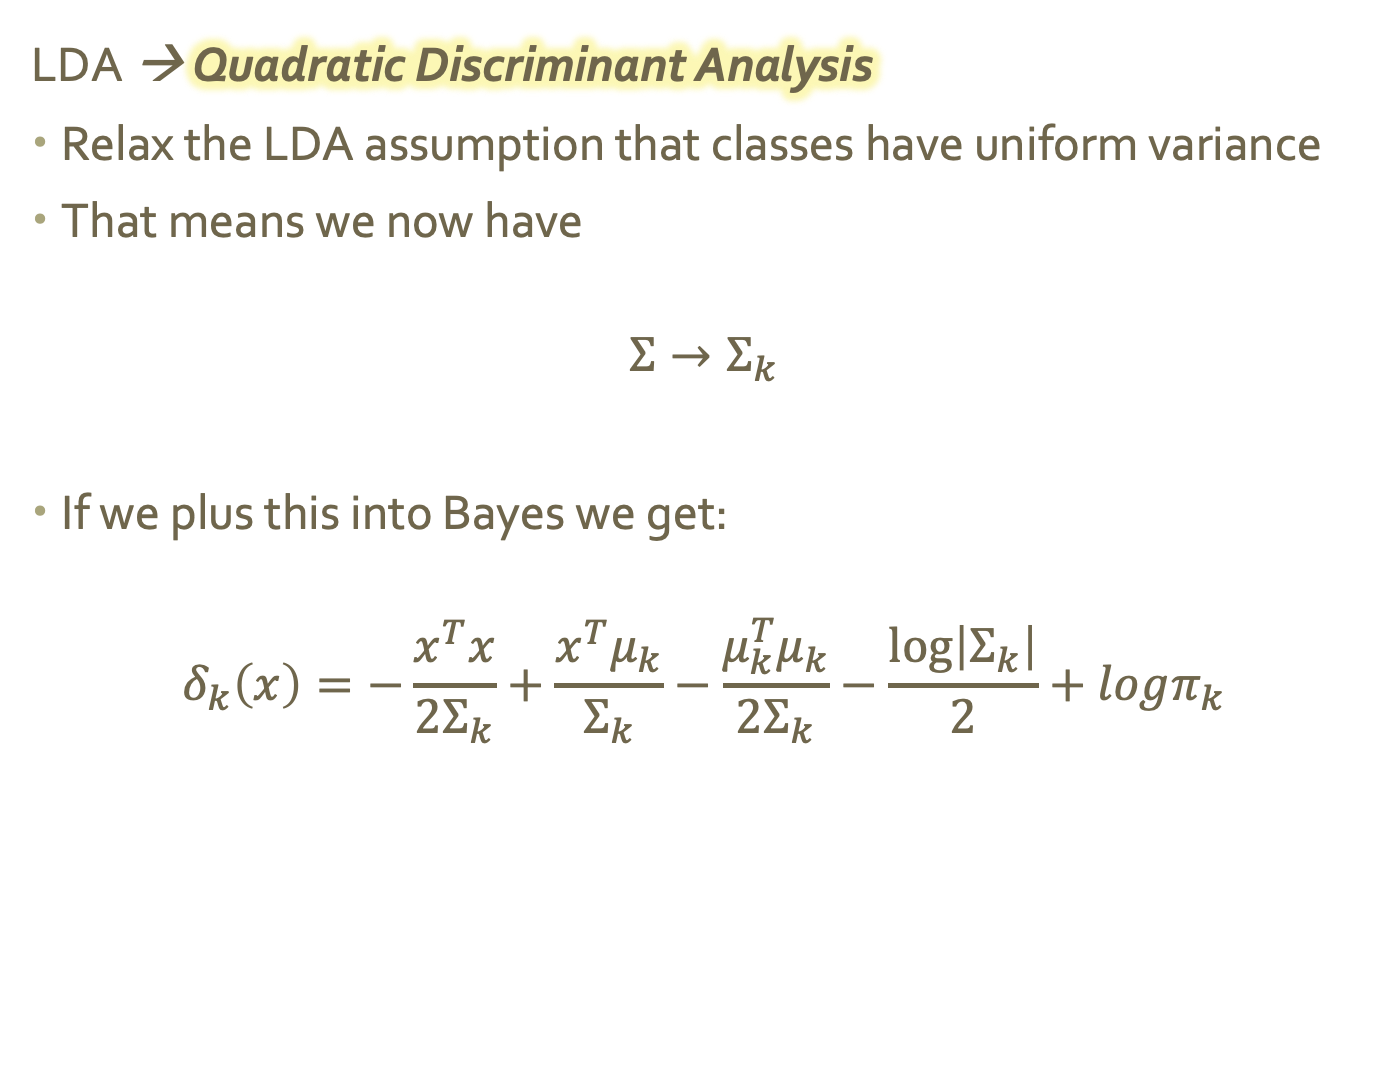 LDA → Quadratic Discriminant Analysis
• Relax the LDA assumption that classes have uniform variance
• That means we now have
Σ → Σ_k
• If we plus this into Bayes we get:
δ_k(x) = − x^T x / 2Σ_k + x^T μ_k / Σ_k − μ_k^T μ_k / 2Σ_k − log|Σ_k| / 2 + logπ_k